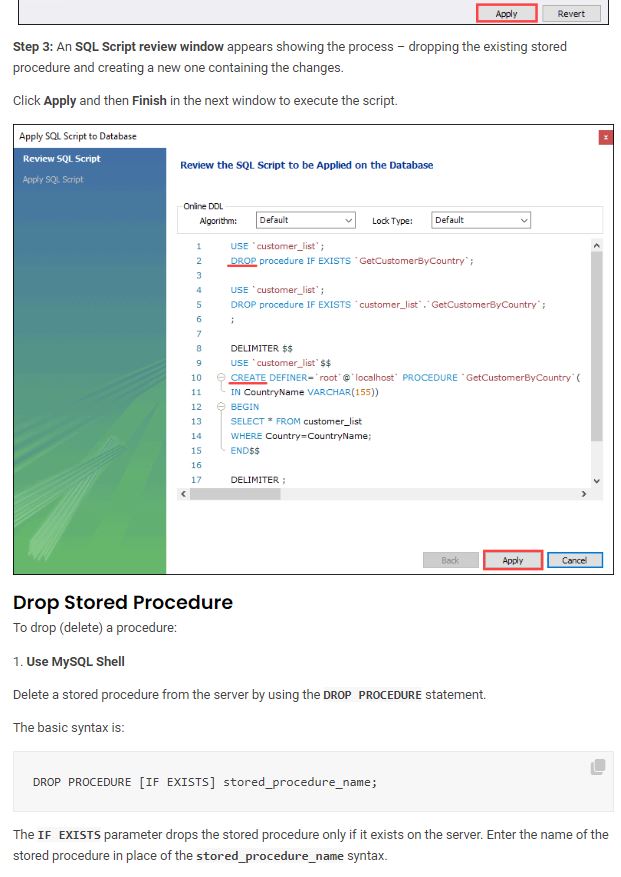 Apply Revert
Step 3: An SQL Script review window appears showing the process – dropping the existing stored
procedure and creating a new one containing the changes.
Click Apply and then Finish in the next window to execute the script.
Apply SQL Script to Database x
Review SQL Script
Apply SQL Script
Review the SQL Script to be Applied on the Database
Online DDL
Algorithm: Default Lock Type: Default
1 USE `customer_list`;
2 DROP procedure IF EXISTS `GetCustomerByCountry`;
3
4 USE `customer_list`;
5 DROP procedure IF EXISTS `customer_list`.`GetCustomerByCountry`;
6 ;
7
8 DELIMITER $$
9 USE `customer_list`$$
10 CREATE DEFINER=`root`@`localhost` PROCEDURE `GetCustomerByCountry`(
11 IN CountryName VARCHAR(155))
12 BEGIN
13 SELECT * FROM customer_list
14 WHERE Country=CountryName;
15 END$$
16
17 DELIMITER ;
Back Apply Cancel
Drop Stored Procedure
To drop (delete) a procedure:
1. Use MySQL Shell
Delete a stored procedure from the server by using the DROP PROCEDURE statement.
The basic syntax is:
DROP PROCEDURE [IF EXISTS] stored_procedure_name;
The IF EXISTS parameter drops the stored procedure only if it exists on the server. Enter the name of the
stored procedure in place of the stored_procedure_name syntax.